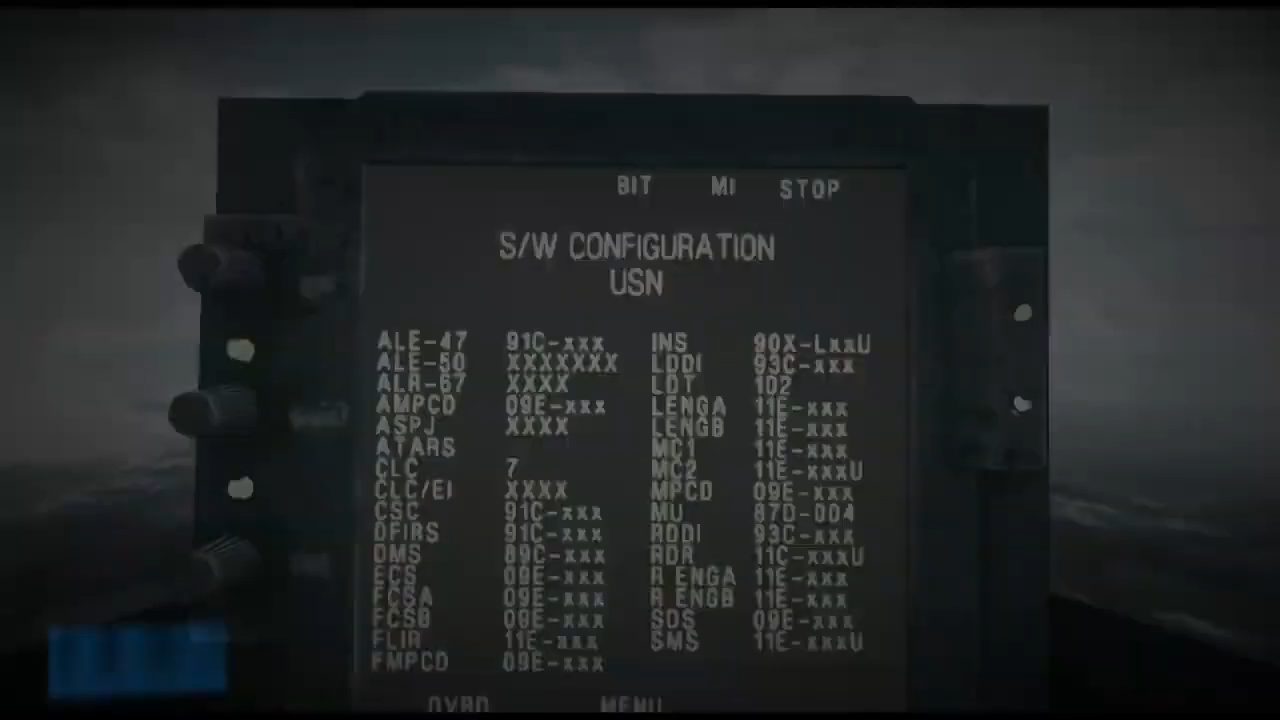 BIT MI STOP
S/W CONFIGURATION
USN
ALE-47 91C-xxx INS 90X-LxxU
ALE-50 XXXXXXX LDDI 93C-xxx
ALR-67 XXXX LDT 102
AMPCD 09E-xxx LENGA 11E-xxx
ASPJ XXXX LENGB 11E-xxx
ATARS MC1 11E-xxx
CLC 7 MC2 11E-xxxU
CLC/EI XXXX MPCD 09E-xxx
CSC 91C-xxx MU 87D-004
DFIRS 91C-xxx RDDI 93C-xxx
DMS 89C-xxx RDR 11C-xxxU
ECS 09E-xxx R ENGA 11E-xxx
FCSA 09E-xxx R ENGB 11E-xxx
FCSB 09E-xxx SDS 09E-xxx
FLIR 11E-xxx SMS 11E-xxxU
FMPCD 09E-xxx
MENU